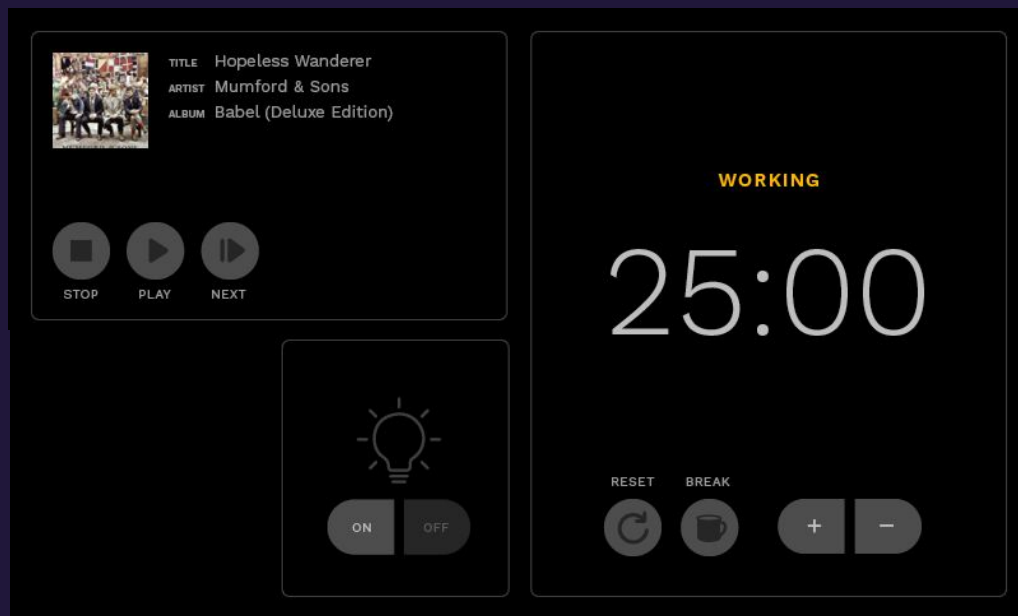 TITLE Hopeless Wanderer
ARTIST Mumford & Sons
ALBUM Babel (Deluxe Edition)
STOP PLAY NEXT
WORKING
25:00
RESET BREAK
+ −
ON OFF